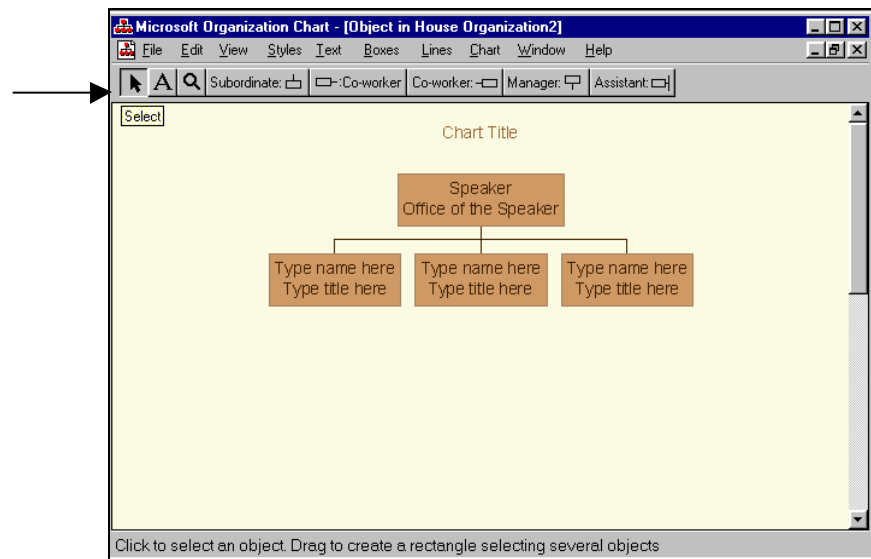 Microsoft Organization Chart - [Object in House Organization2]
File Edit View Styles Text Boxes Lines Chart Window Help
A Subordinate: :Co-worker Co-worker: Manager: Assistant:
Select
Chart Title
Speaker
Office of the Speaker
Type name here Type name here Type name here
Type title here Type title here Type title here
Click to select an object. Drag to create a rectangle selecting several objects